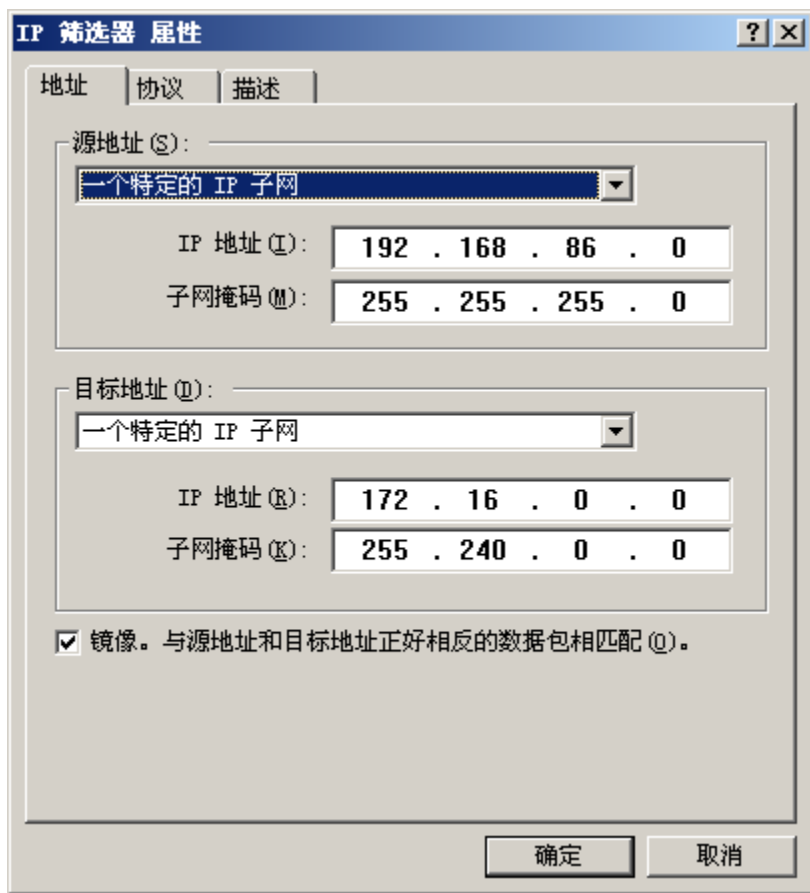 IP 筛选器 属性
地址 协议 描述
源地址(S):
一个特定的 IP 子网
IP 地址(I): 192 . 168 . 86 . 0
子网掩码(M): 255 . 255 . 255 . 0
目标地址(D):
一个特定的 IP 子网
IP 地址(R): 172 . 16 . 0 . 0
子网掩码(K): 255 . 240 . 0 . 0
镜像。与源地址和目标地址正好相反的数据包相匹配(O)。
确定 取消